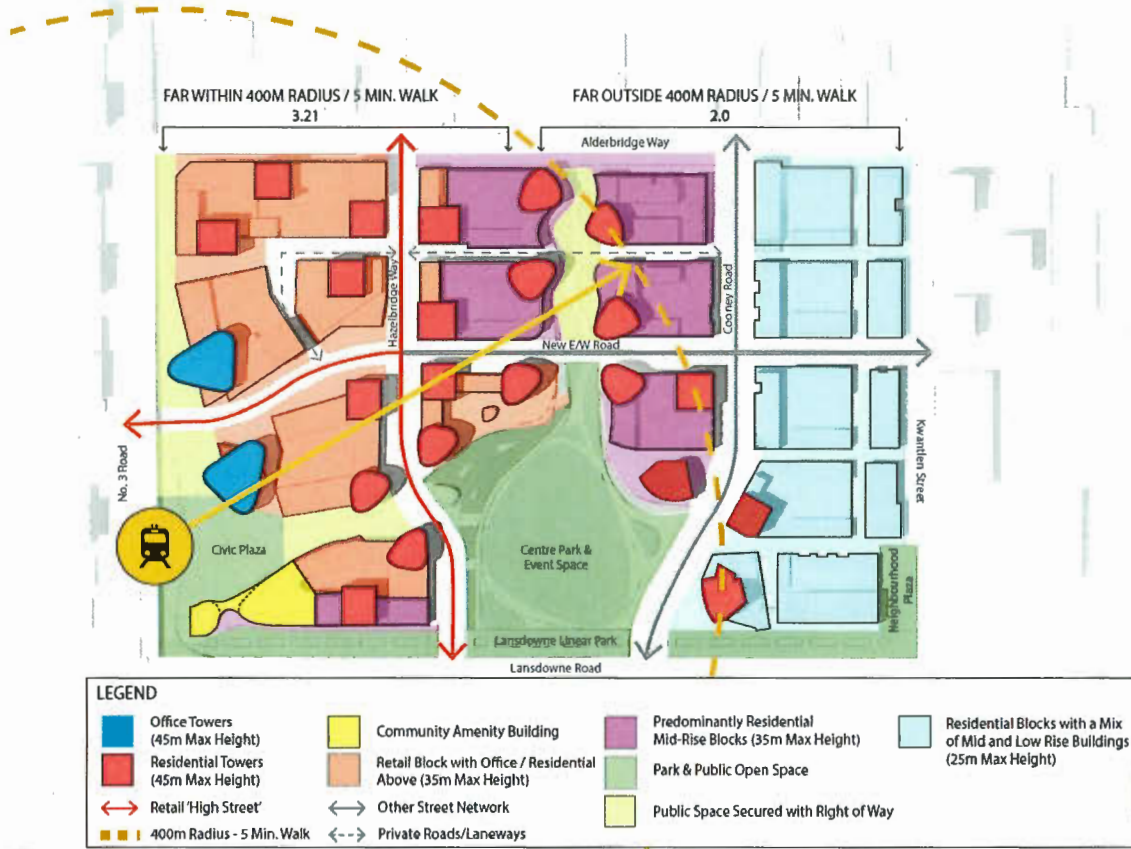 FAR WITHIN 400M RADIUS / 5 MIN. WALK
3.21
FAR OUTSIDE 400M RADIUS / 5 MIN. WALK
2.0
Alderbridge Way
Hazelbridge Way
Cooney Road
New E/W Road
No. 3 Road
Kwantlen Street
Civic Plaza
Centre Park &
Event Space
Neighbourhood
Plaza
Lansdowne Linear Park
Lansdowne Road
LEGEND
Office Towers
(45m Max Height)
Residential Towers
(45m Max Height)
Retail 'High Street'
400m Radius - 5 Min. Walk
Community Amenity Building
Retail Block with Office / Residential
Above (35m Max Height)
Other Street Network
Private Roads/Laneways
Predominantly Residential
Mid-Rise Blocks (35m Max Height)
Park & Public Open Space
Public Space Secured with Right of Way
Residential Blocks with a Mix
of Mid and Low Rise Buildings
(25m Max Height)